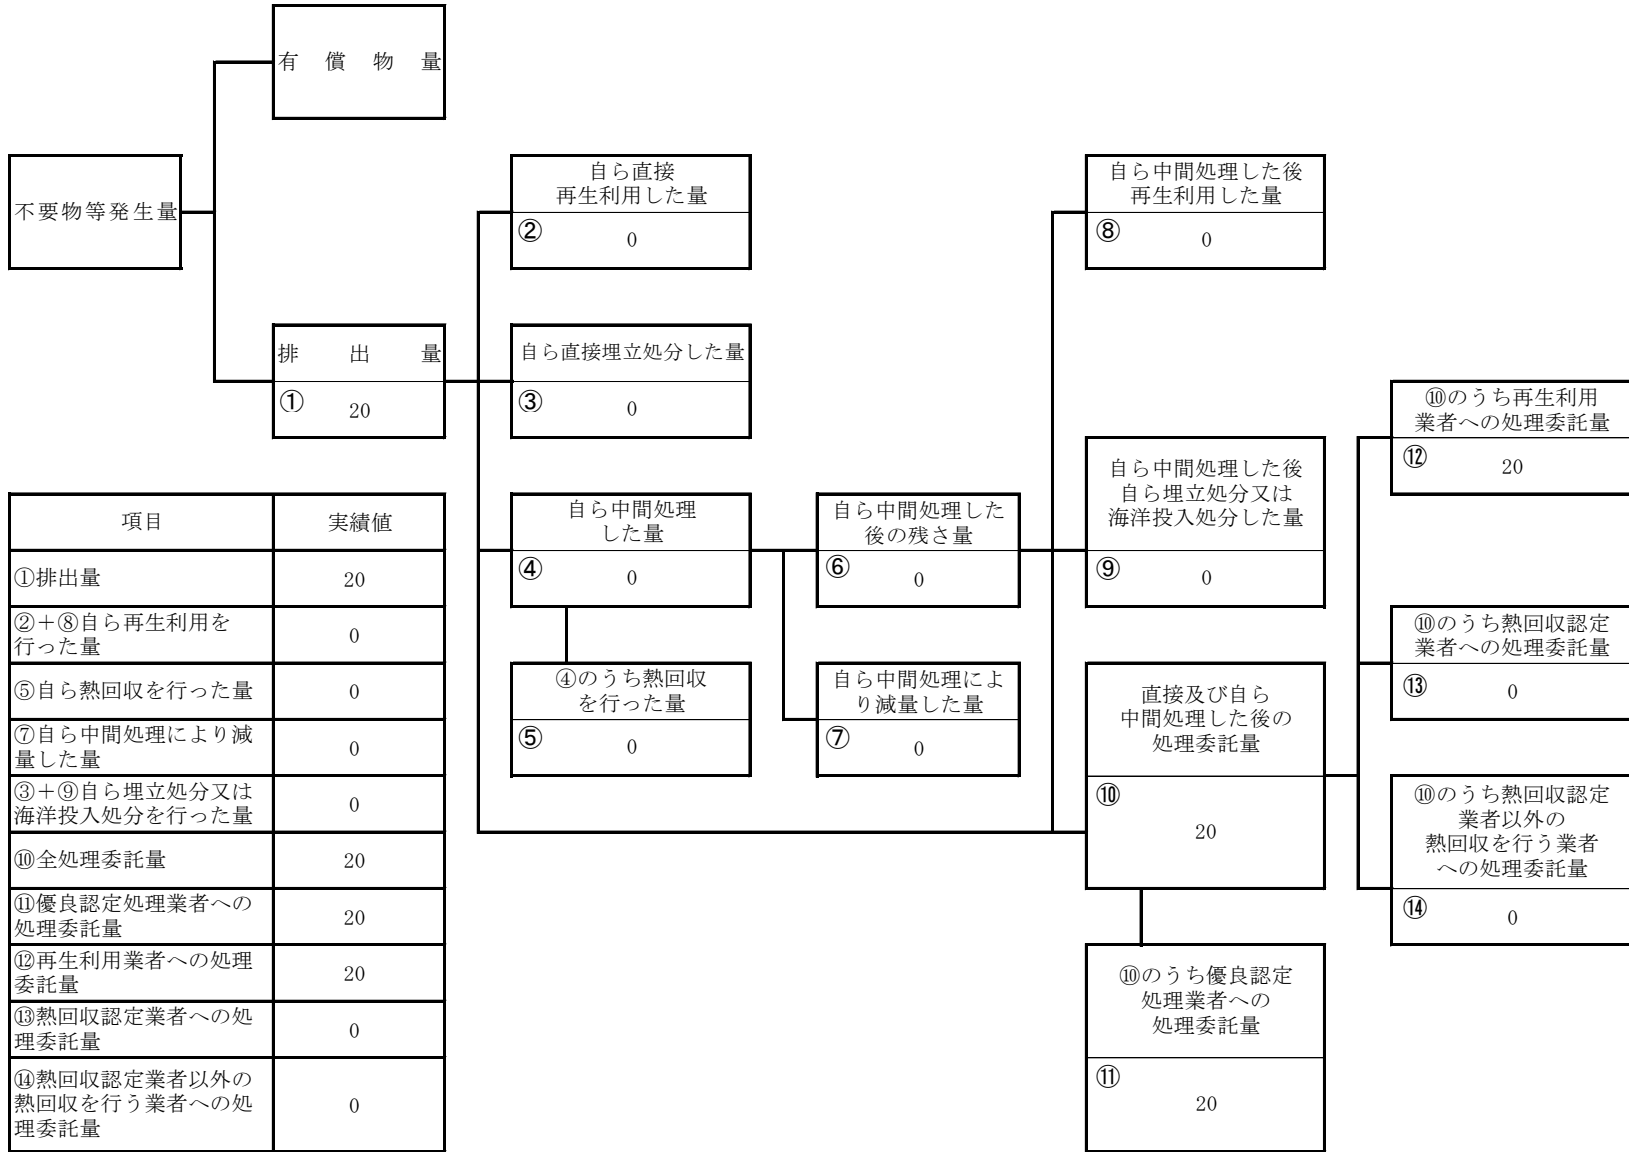 有償物量
不要物等発生量
排出量
① 20
自ら直接
再生利用した量
② 0
自ら直接埋立処分した量
③ 0
自ら中間処理
した量
④ 0
④のうち熱回収
を行った量
⑤ 0
自ら中間処理した
後の残さ量
⑥ 0
自ら中間処理によ
り減量した量
⑦ 0
自ら中間処理した後
再生利用した量
⑧ 0
自ら中間処理した後
自ら埋立処分又は
海洋投入処分した量
⑨ 0
直接及び自ら
中間処理した後の
処理委託量
⑩
20
⑩のうち優良認定
処理業者への
処理委託量
⑪
20
⑩のうち再生利用
業者への処理委託量
⑫ 20
⑩のうち熱回収認定
業者への処理委託量
⑬ 0
⑩のうち熱回収認定
業者以外の
熱回収を行う業者
への処理委託量
⑭ 0
項目 実績値
①排出量 20
②＋⑧自ら再生利用を
行った量 0
⑤自ら熱回収を行った量 0
⑦自ら中間処理により減
量した量 0
③＋⑨自ら埋立処分又は
海洋投入処分を行った量 0
⑩全処理委託量 20
⑪優良認定処理業者への
処理委託量 20
⑫再生利用業者への処理
委託量 20
⑬熱回収認定業者への処
理委託量 0
⑭熱回収認定業者以外の
熱回収を行う業者への処
理委託量 0